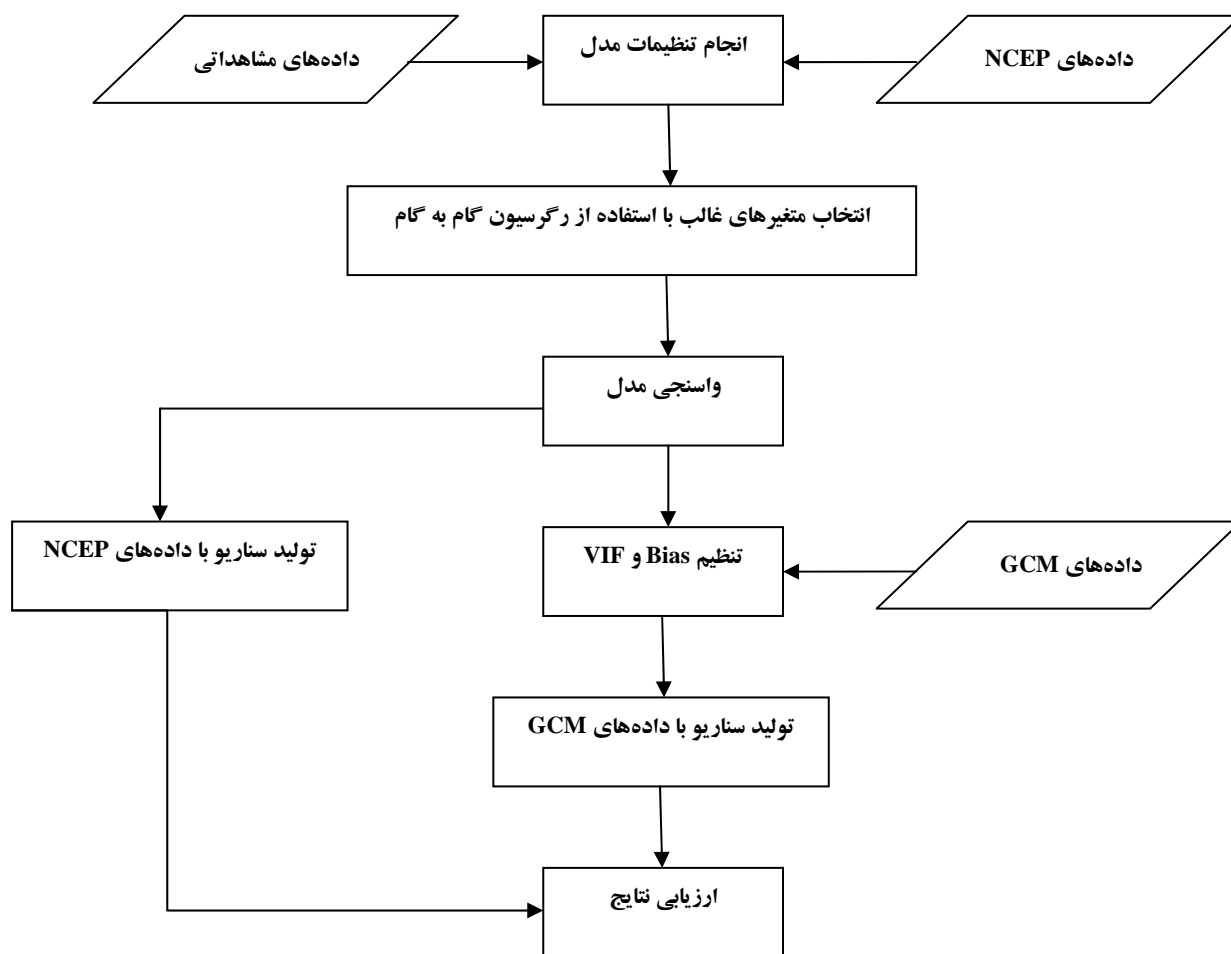 انجام تنظیمات مدل
داده‌های NCEP
داده‌های مشاهداتی
انتخاب متغیرهای غالب با استفاده از رگرسیون گام به گام
واسنجی مدل
تولید سناریو با داده‌های NCEP
تنظیم Bias و VIF
داده‌های GCM
تولید سناریو با داده‌های GCM
ارزیابی نتایج